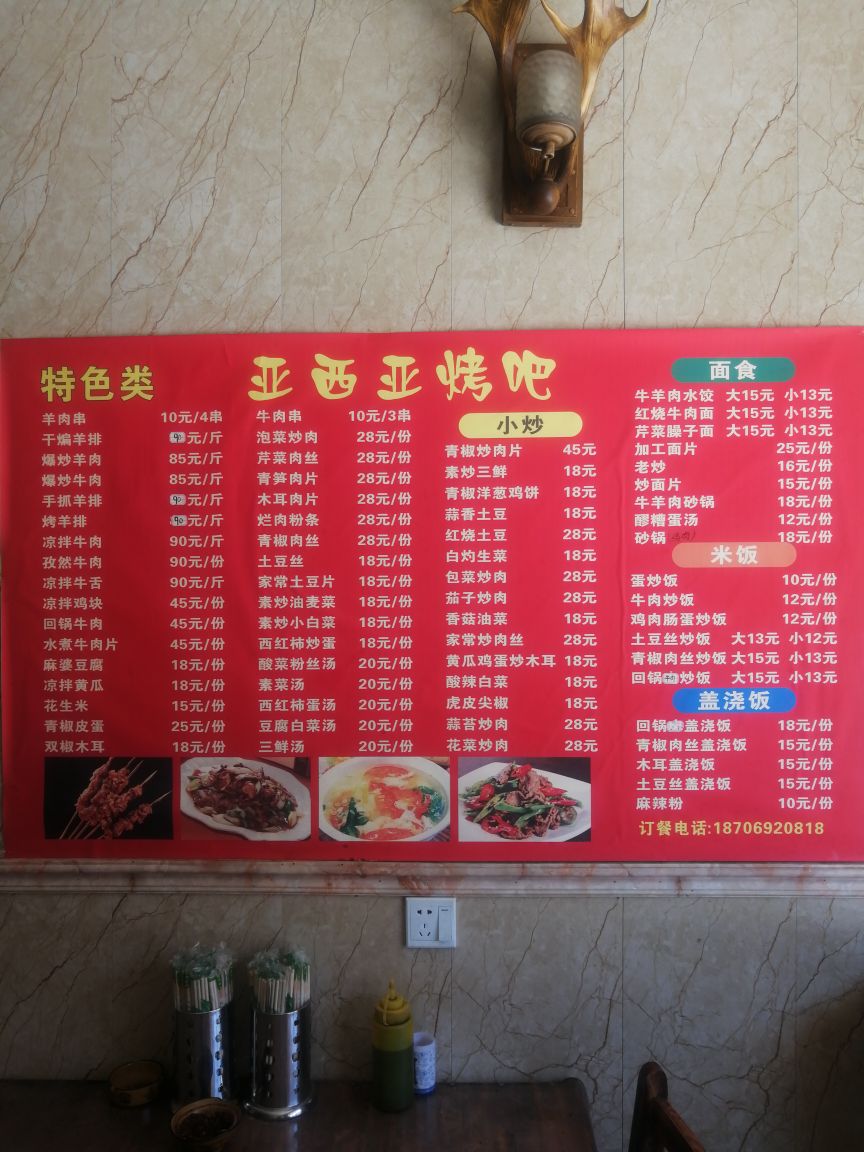 亚西亚烤吧
特色类
羊肉串 10元/4串
干煸羊排 90元/斤
爆炒羊肉 85元/斤
爆炒牛肉 85元/斤
手抓羊排 90元/斤
烤羊排 90元/斤
凉拌牛肉 90元/斤
孜然牛肉 90元/斤
凉拌牛舌 90元/斤
凉拌鸡块 45元/份
回锅牛肉 45元/份
水煮牛肉片 45元/份
麻婆豆腐 18元/份
凉拌黄瓜 18元/份
花生米 15元/份
青椒皮蛋 25元/份
双椒木耳 18元/份
牛肉串 10元/3串
泡菜炒肉 28元/份
芹菜肉丝 28元/份
青笋肉片 28元/份
木耳肉片 28元/份
烂肉粉条 28元/份
青椒肉丝 28元/份
土豆丝 18元/份
家常土豆片 18元/份
素炒油麦菜 18元/份
素炒小白菜 18元/份
西红柿炒蛋 18元/份
酸菜粉丝汤 20元/份
素菜汤 20元/份
西红柿蛋汤 20元/份
豆腐白菜汤 20元/份
三鲜汤 20元/份
小炒
青椒炒肉片 45元
素炒三鲜 18元
青椒洋葱鸡饼 18元
蒜香土豆 18元
红烧土豆 28元
白灼生菜 18元
包菜炒肉 28元
茄子炒肉 28元
香菇油菜 18元
家常炒肉丝 28元
黄瓜鸡蛋炒木耳 18元
酸辣白菜 18元
虎皮尖椒 18元
蒜苔炒肉 28元
花菜炒肉 28元
面食
牛羊肉水饺 大15元 小13元
红烧牛肉面 大15元 小13元
芹菜臊子面 大15元 小13元
加工面片 25元/份
老炒 16元/份
炒面片 15元/份
牛羊肉砂锅 18元/份
醪糟蛋汤 12元/份
砂锅 18元/份
米饭
蛋炒饭 10元/份
牛肉炒饭 12元/份
鸡肉肠蛋炒饭 12元/份
土豆丝炒饭 大13元 小12元
青椒肉丝炒饭 大15元 小13元
回锅肉炒饭 大15元 小13元
盖浇饭
回锅肉盖浇饭 18元/份
青椒肉丝盖浇饭 15元/份
木耳盖浇饭 15元/份
土豆丝盖浇饭 15元/份
麻辣粉 10元/份
订餐电话:18706920818